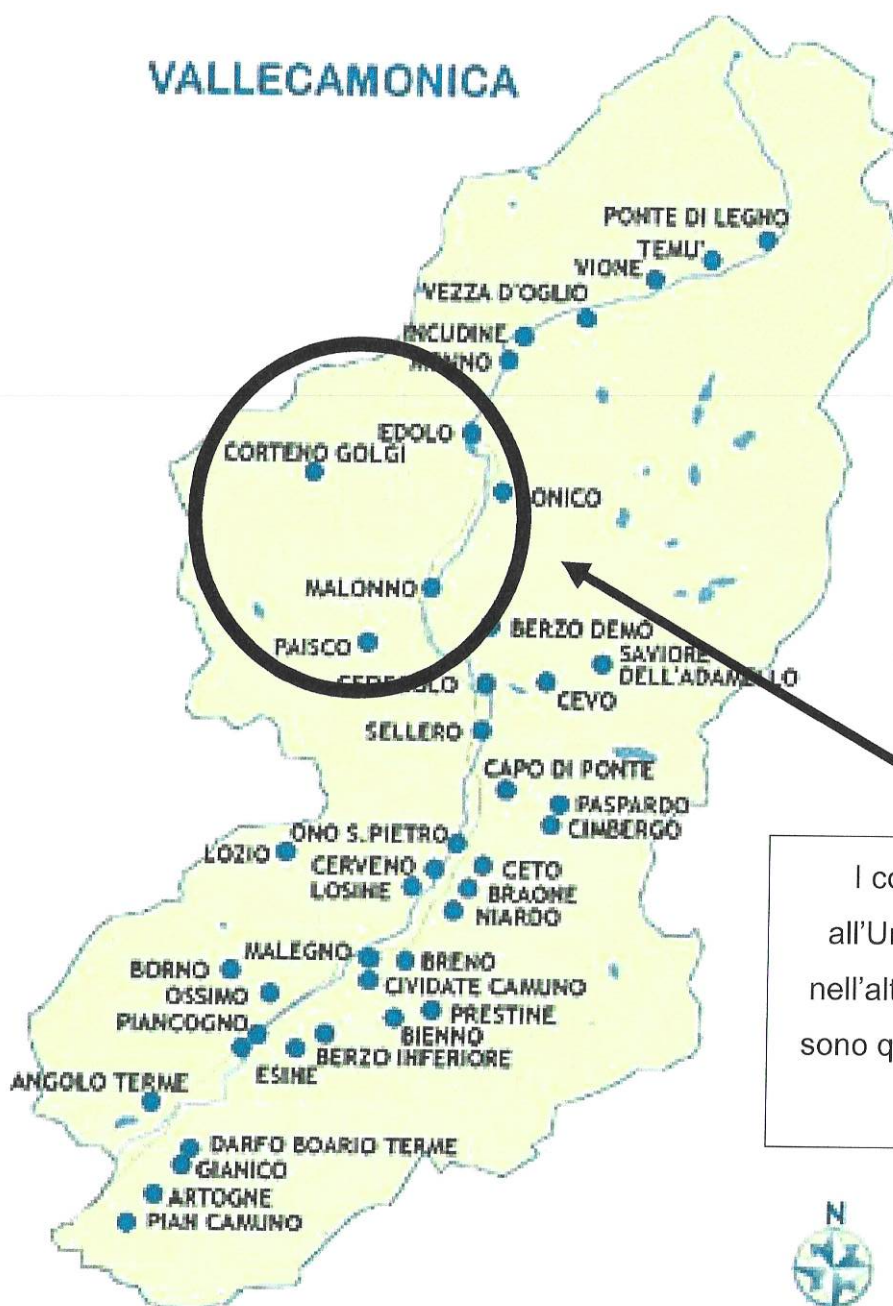 VALLECAMONICA
PONTE DI LEGNO
TEMU'
VIONE
VEZZA D'OGLIO
INCUDINE
EDOLO
CORTENO GOLGI
ONICO
MALONNO
BERZO DEMO
PAISCO
SAVIORE
DELL'ADAMELLO
CEVO
SELLERO
CAPO DI PONTE
PASPARDO
CIMBERGO
ONO S.PIETRO
LOZIO
CERVENO
CETO
LOSINE
BRAONE
NIARDO
MALEGNO
BRENO
BORNO
CIVIDATE CAMUNO
OSSIMO
PRESTINE
PIANCOGNO
BIENNO
BERZO INFERIORE
ESINE
ANGOLO TERME
DARFO BOARIO TERME
GIANICO
ARTOGNE
PIAN CAMUNO
I co
all'Un
nell'alt
sono q
N